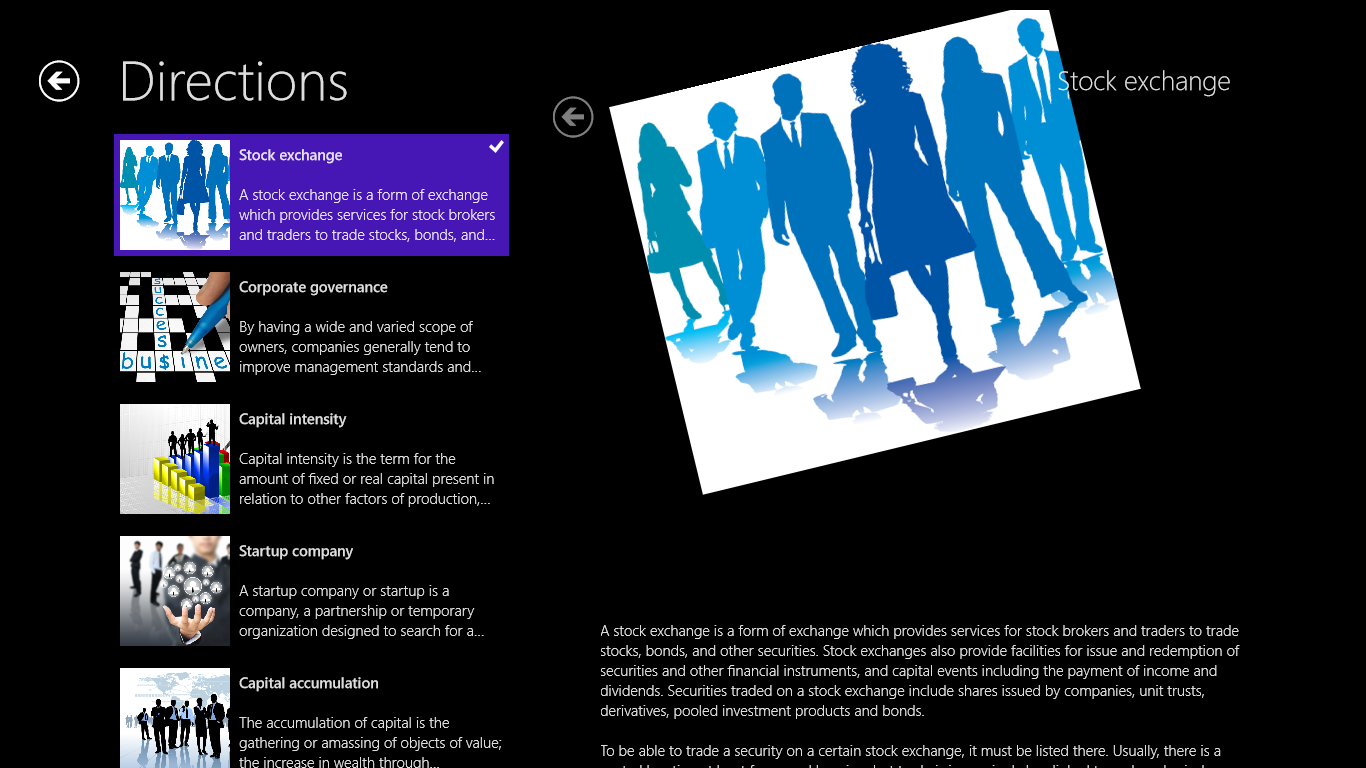 Directions
Stock exchange
A stock exchange is a form of exchange
which provides services for stock brokers
and traders to trade stocks, bonds, and...
Corporate governance
By having a wide and varied scope of
owners, companies generally tend to
improve management standards and...
success
bu$ine
Capital intensity
Capital intensity is the term for the
amount of fixed or real capital present in
relation to other factors of production,...
Startup company
A startup company or startup is a
company, a partnership or temporary
organization designed to search for a...
Capital accumulation
The accumulation of capital is the
gathering or amassing of objects of value;
the increase in wealth through...
Stock exchange
A stock exchange is a form of exchange which provides services for stock brokers and traders to trade
stocks, bonds, and other securities. Stock exchanges also provide facilities for issue and redemption of
securities and other financial instruments, and capital events including the payment of income and
dividends. Securities traded on a stock exchange include shares issued by companies, unit trusts,
derivatives, pooled investment products and bonds.
To be able to trade a security on a certain stock exchange, it must be listed there. Usually, there is a